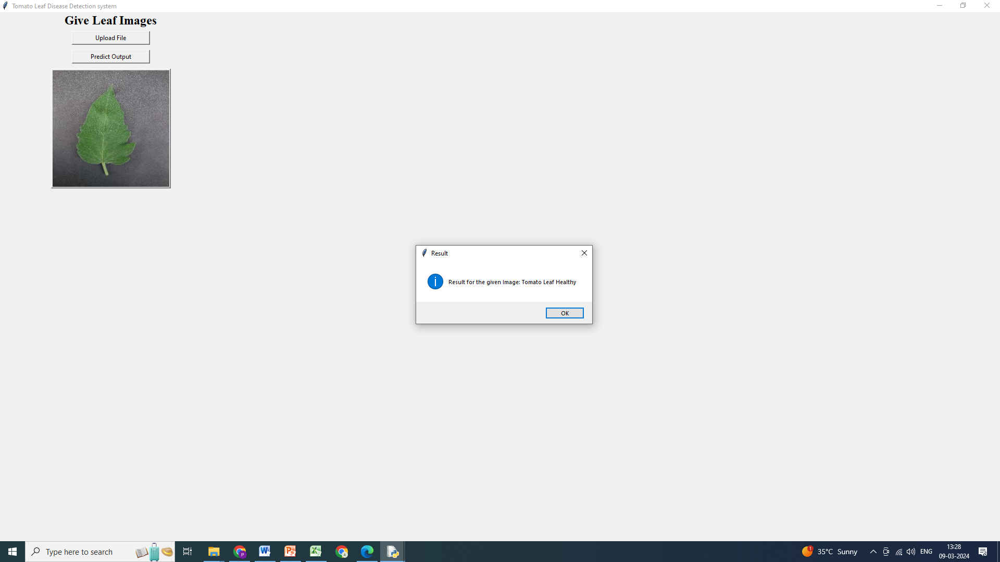 Tomato Leaf Disease Detection system
Give Leaf Images
Upload File
Predict Output
Result
Result for the given Image: Tomato Leaf Healthy
OK
Type here to search
P
1
35°C Sunny
ENG
13:28
09-03-2024